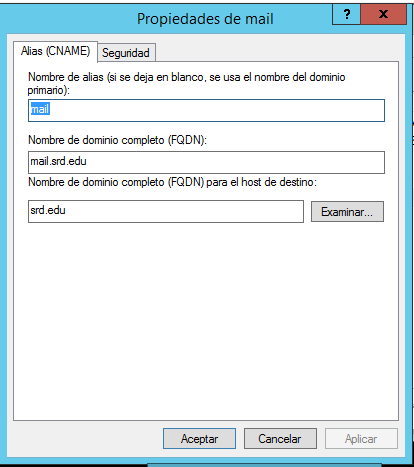 Propiedades de mail
?
x
Alias (CNAME)
Seguridad
Nombre de alias (si se deja en blanco, se usa el nombre del dominio
primario):
mail
Nombre de dominio completo (FQDN):
mail.srd.edu
Nombre de dominio completo (FQDN) para el host de destino:
srd.edu
Examinar...
Aceptar
Cancelar
Aplicar